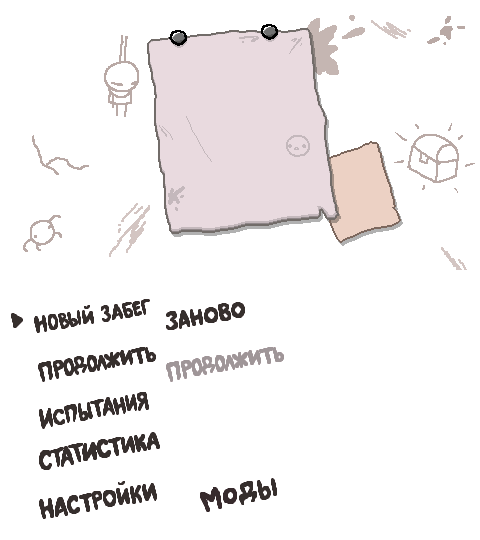 НОВЫЙ ЗАБЕГ
ЗАНОВО
ПРОДОЛЖИТЬ
ПРОДОЛЖИТЬ
ИСПЫТАНИЯ
СТАТИСТИКА
НАСТРОЙКИ
МОДЫ